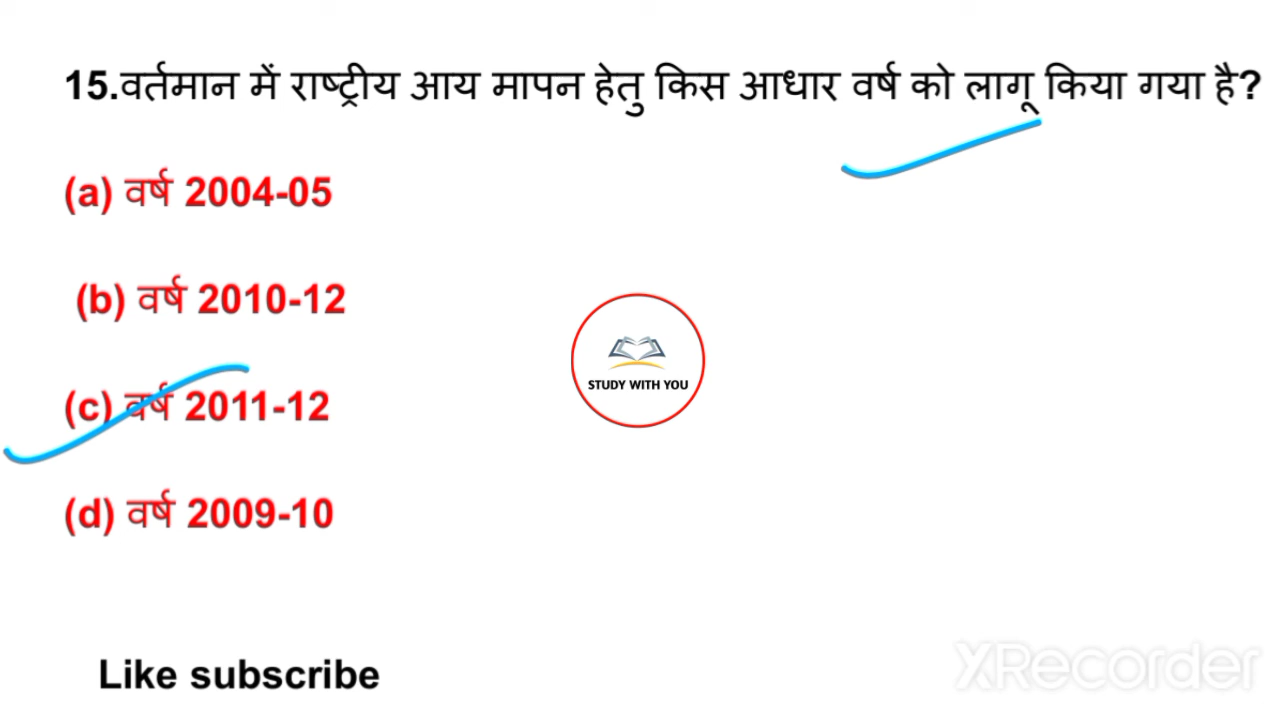 15.वर्तमान में राष्ट्रीय आय मापन हेतु किस आधार वर्ष को लागू किया गया है?
(a) वर्ष 2004-05
(b) वर्ष 2010-12
(c) वर्ष 2011-12
(d) वर्ष 2009-10
STUDY WITH YOU
Like subscribe
XRecorder